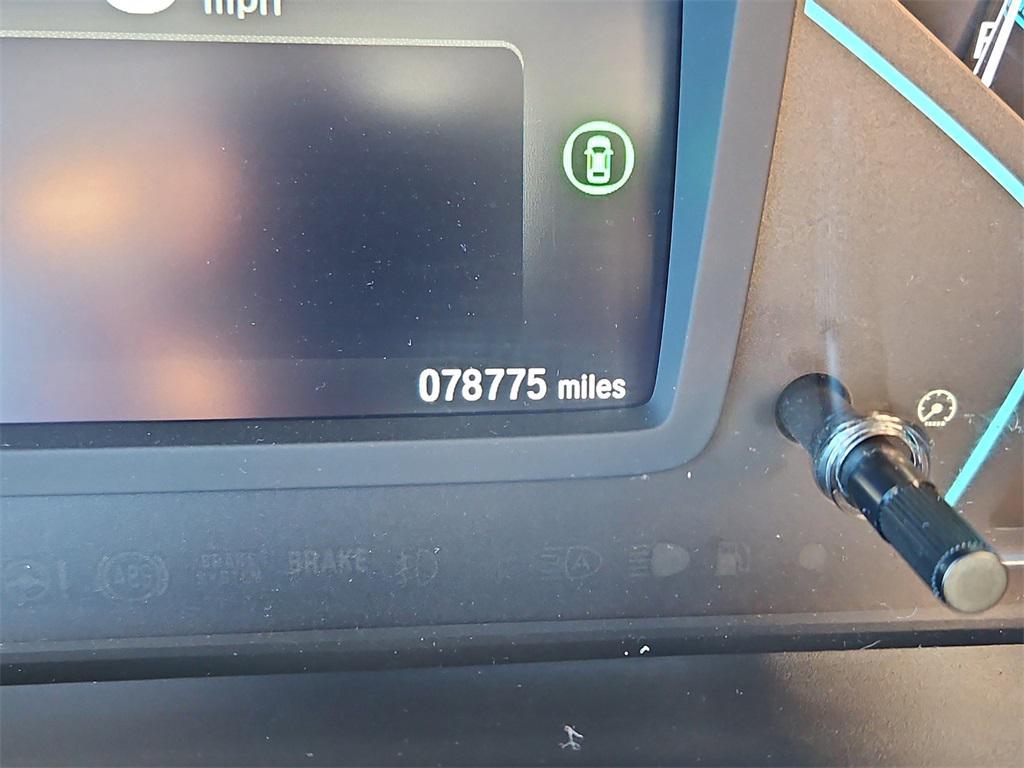 mph
078775 miles
ABS
BRAKE
SYSTEM
BRAKE
A